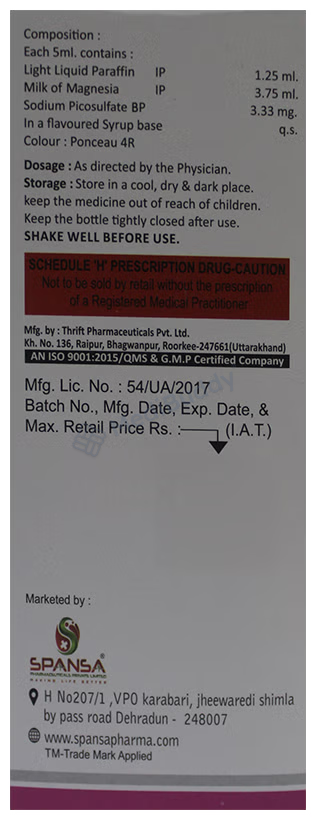 Composition :
Each 5ml. contains :
Light Liquid Paraffin IP 1.25 ml.
Milk of Magnesia IP 3.75 ml.
Sodium Picosulfate BP 3.33 mg.
In a flavoured Syrup base q.s.
Colour : Ponceau 4R
Dosage : As directed by the Physician.
Storage : Store in a cool, dry & dark place.
keep the medicine out of reach of children.
Keep the bottle tightly closed after use.
SHAKE WELL BEFORE USE.
SCHEDULE 'H' PRESCRIPTION DRUG-CAUTION
Not to be sold by retail without the prescription
of a Registered Medical Practitioner
Mfg. by : Thrift Pharmaceuticals Pvt. Ltd.
Kh. No. 136, Raipur, Bhagwanpur, Roorkee-247661(Uttarakhand)
AN ISO 9001:2015/QMS & G.M.P Certified Company
Mfg. Lic. No. : 54/UA/2017
Batch No., Mfg. Date, Exp. Date, &
Max. Retail Price Rs. : (I.A.T.)
Marketed by :
SPANSA
PHARMACEUTICALS PRIVATE LIMITED
MAKING LIFE BETTER
H No207/1 ,VPO karabari, jheewaredi shimla
by pass road Dehradun - 248007
www.spansapharma.com
TM-Trade Mark Applied